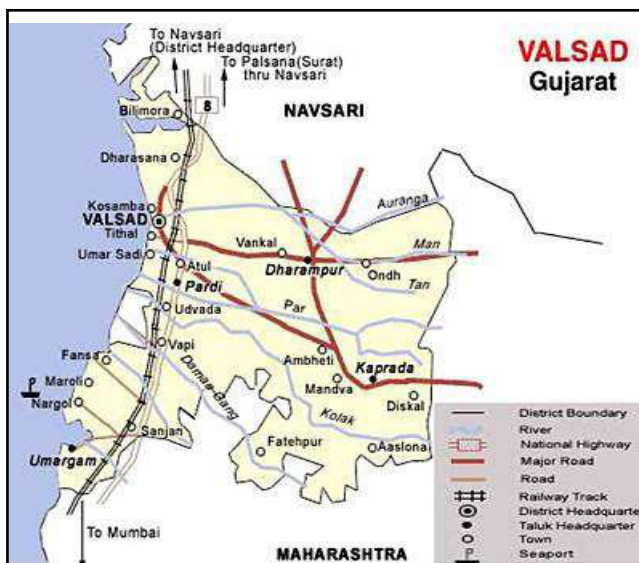 To Navsari
(District Headquarter)
To Palsana(Surat)
thru Navsari
VALSAD
Gujarat
8
Bilimora
NAVSARI
Dharasana
Kosamba
VALSAD
Tithal
Umar Sadi
Auranga
Vankal
Man
Atul
Dharampur
Ondh
Pardi
Tan
Udvada
Par
Vapi
Fansa
Ambheti
Kaprada
Maroli
Damae-Gang
Mandva
Nargol
Diskal
Kolak
Sanjan
Umargam
Fatehpur
Aaslona
To Mumbai
MAHARASHTRA
District Boundary
River
National Highway
Major Road
Road
Railway Track
District Headquarte
Taluk Headquarter
Town
Seaport